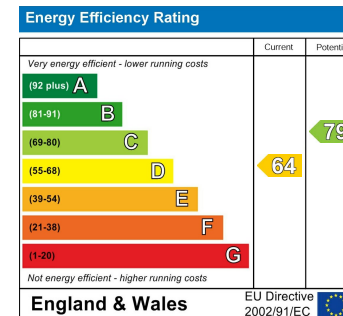 Energy Efficiency Rating
Current Potenti
Very energy efficient - lower running costs
(92 plus) A
(81-91) B
(69-80) C
79
(55-68) D
64
(39-54) E
(21-38) F
(1-20) G
Not energy efficient - higher running costs
England & Wales
EU Directive
2002/91/EC